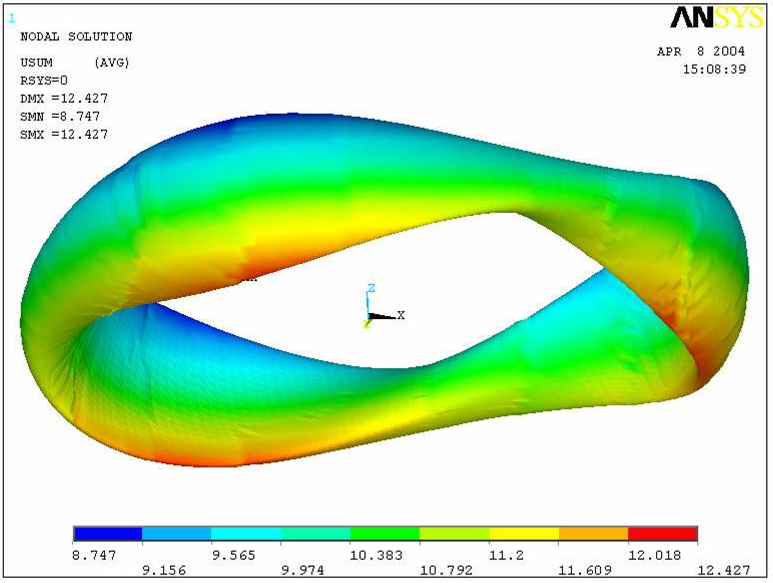 1
ANSYS
NODAL SOLUTION
APR 8 2004
15:08:39
USUM (AVG)
RSYS=0
DMX =12.427
SMN =8.747
SMX =12.427
Z
X
8.747 9.565 10.383 11.2 12.018
9.156 9.974 10.792 11.609 12.427